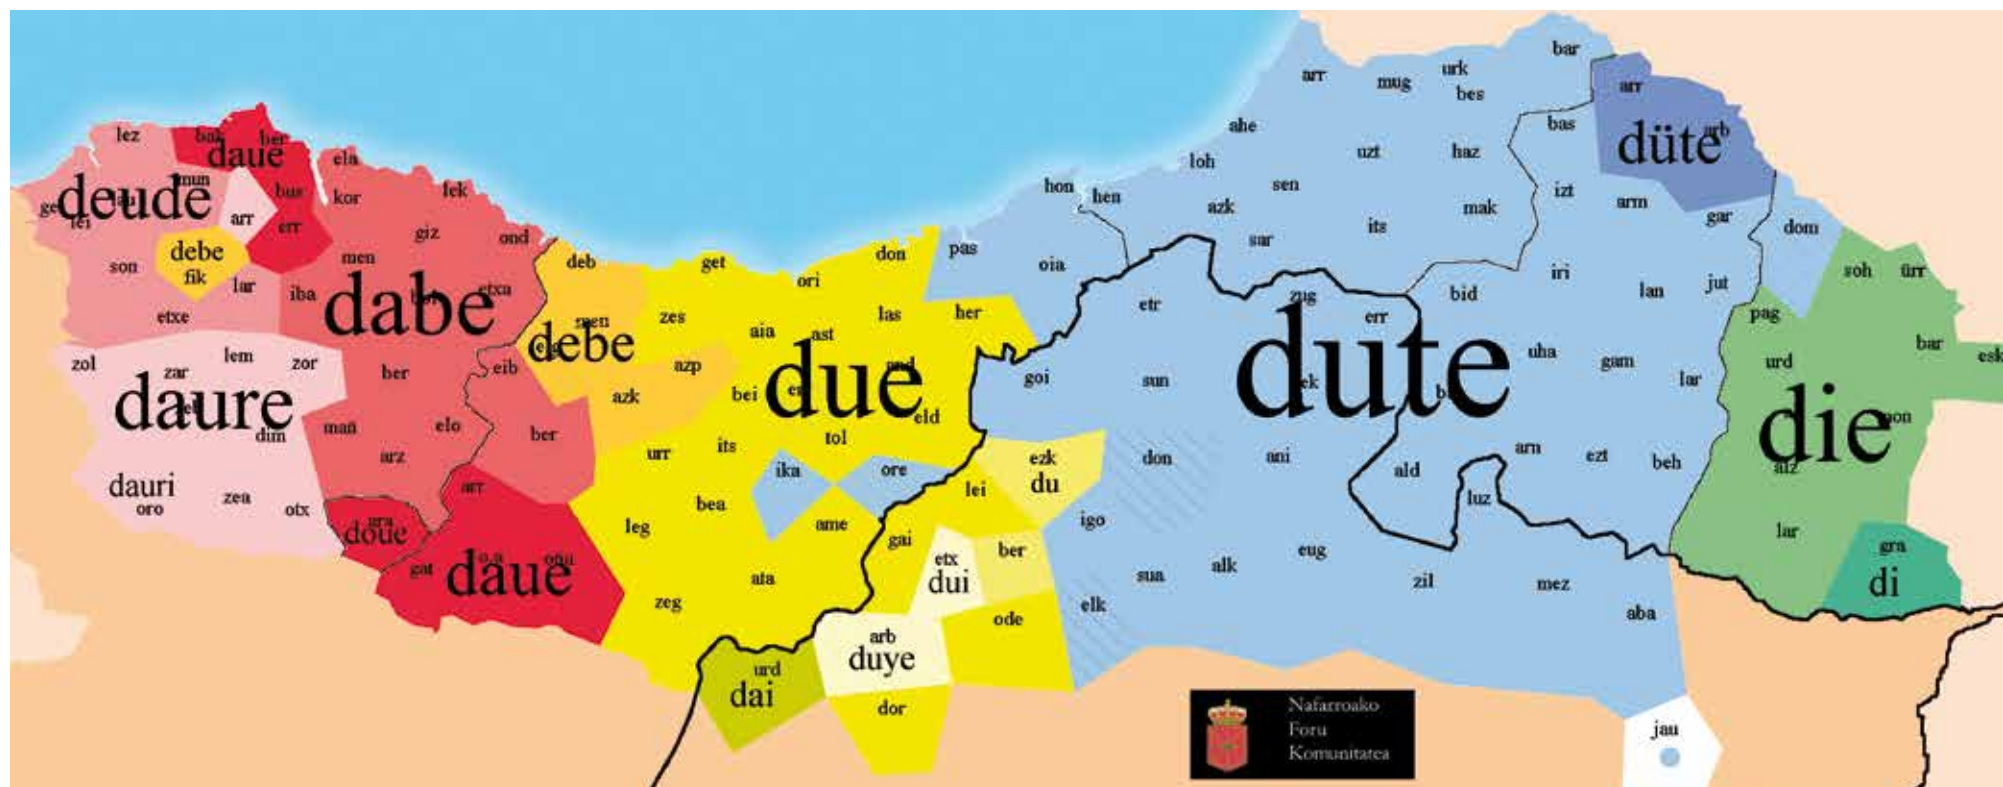 bar
arr
mug
urk
bes
arr
lez
ber
daue
ela
ahe
bas
uzt
haz
düte
loh
mun
deude
bus
kor
lek
hon
hen
sen
izt
arr
err
azk
mak
arm
gar
giz
ond
sar
its
dom
debe
fik
son
lar
men
deb
get
ori
don
pas
oia
iri
soh
ürr
iba
dabe
etxa
zug
bid
lan
jut
etxe
men
zes
aia
ast
las
her
etr
err
pag
zol
lem
zor
debe
due
dute
uha
bar
esk
zar
ber
eib
azp
goi
sun
gam
lar
urd
daure
azk
bei
die
dim
mañ
elo
ber
eld
tol
arz
urr
its
ika
ore
ezk
du
don
ani
ald
arn
ezt
beh
dauri
oro
zea
otx
arr
bea
lei
luz
doue
leg
ame
gai
igo
lar
gat
daue
ata
etx
dui
ber
sua
alk
eug
zil
mez
gra
di
zeg
ode
elk
aba
arb
duye
urd
dai
dor
jau
Nafarroako
Foru
Komunitatea